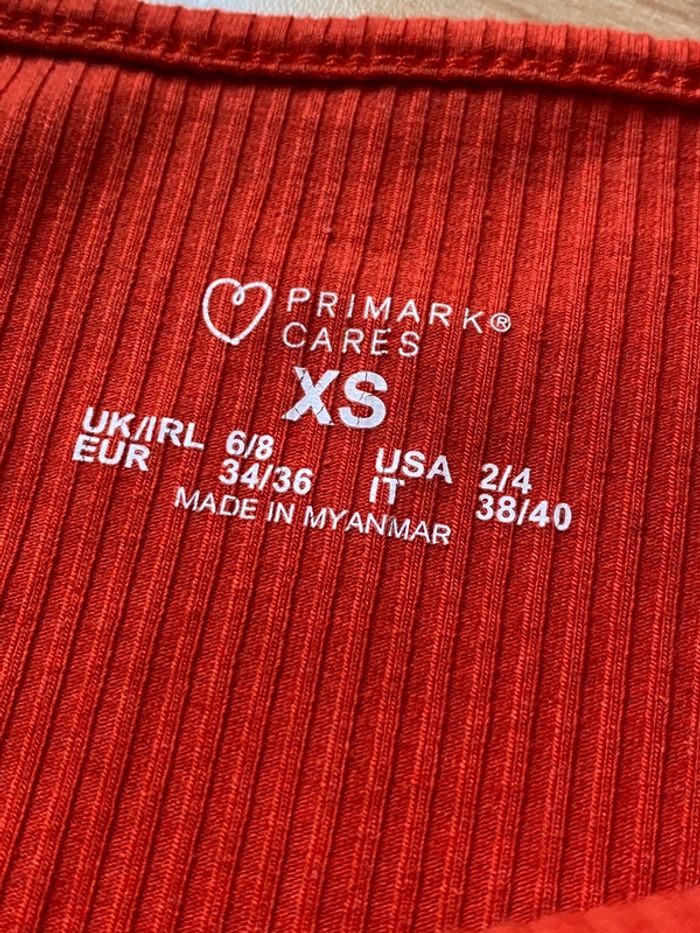 PRIMARK®
CARES
XS
UK/IRL 6/8 USA 2/4
EUR 34/36 IT 38/40
MADE IN MYANMAR